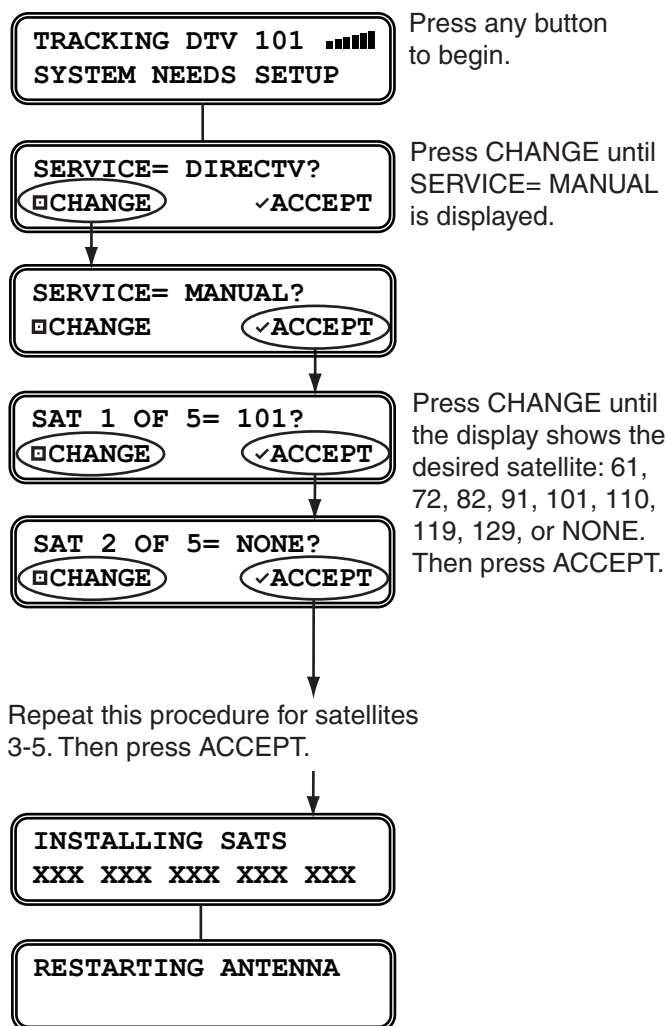 TRACKING DTV 101
SYSTEM NEEDS SETUP
Press any button
to begin.
SERVICE= DIRECTV?
CHANGE ✓ACCEPT
Press CHANGE until
SERVICE= MANUAL
is displayed.
SERVICE= MANUAL?
CHANGE ✓ACCEPT
SAT 1 OF 5= 101?
CHANGE ✓ACCEPT
Press CHANGE until
the display shows the
desired satellite: 61,
72, 82, 91, 101, 110,
119, 129, or NONE.
Then press ACCEPT.
SAT 2 OF 5= NONE?
CHANGE ✓ACCEPT
Repeat this procedure for satellites
3-5. Then press ACCEPT.
INSTALLING SATS
XXX XXX XXX XXX XXX
RESTARTING ANTENNA